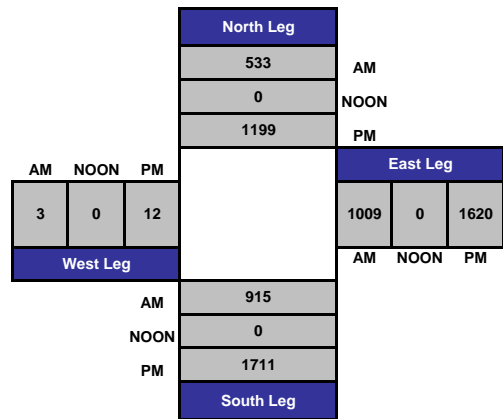 North Leg
533 AM
0 NOON
1199 PM
AM NOON PM East Leg
3 0 12 1009 0 1620
West Leg AM NOON PM
AM 915
NOON 0
PM 1711
South Leg